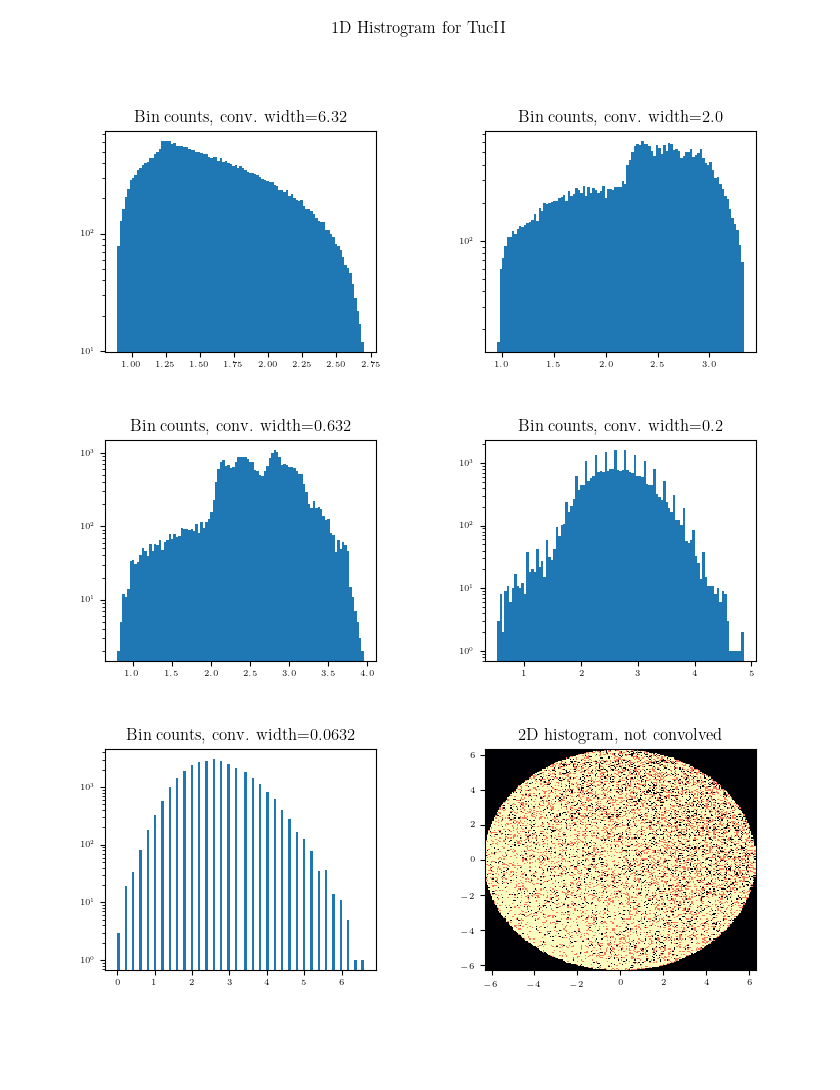 1D Histrogram for TucII
Bin counts, conv. width=6.32
10²
10¹
1.00 1.25 1.50 1.75 2.00 2.25 2.50 2.75
Bin counts, conv. width=2.0
10²
1.0 1.5 2.0 2.5 3.0
Bin counts, conv. width=0.632
10³
10²
10¹
1.0 1.5 2.0 2.5 3.0 3.5 4.0
Bin counts, conv. width=0.2
10³
10²
10¹
10⁰
1 2 3 4 5
Bin counts, conv. width=0.0632
10³
10²
10¹
10⁰
0 1 2 3 4 5 6
2D histogram, not convolved
6
4
2
0
−2
−4
−6
−6 −4 −2 0 2 4 6